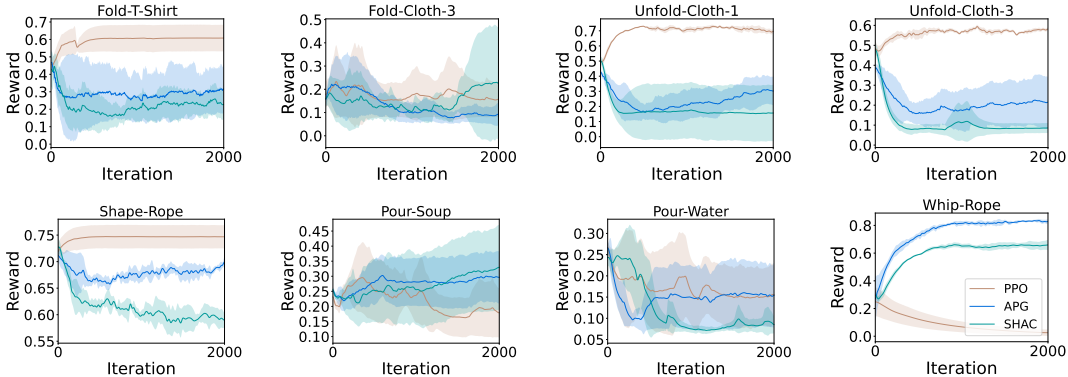 Fold-T-Shirt
Reward
0.7
0.6
0.5
0.4
0.3
0.2
0.1
0.0
0
2000
Iteration
Fold-Cloth-3
Reward
0.5
0.4
0.3
0.2
0.1
0.0
0
2000
Iteration
Unfold-Cloth-1
Reward
0.7
0.6
0.5
0.4
0.3
0.2
0.1
0.0
0
2000
Iteration
Unfold-Cloth-3
Reward
0.6
0.5
0.4
0.3
0.2
0.1
0.0
0
2000
Iteration
Shape-Rope
Reward
0.75
0.70
0.65
0.60
0.55
0
2000
Iteration
Pour-Soup
Reward
0.45
0.40
0.35
0.30
0.25
0.20
0.15
0.10
0
2000
Iteration
Pour-Water
Reward
0.30
0.25
0.20
0.15
0.10
0.05
0
2000
Iteration
Whip-Rope
Reward
0.8
0.6
0.4
0.2
0.0
PPO
APG
SHAC
0
2000
Iteration